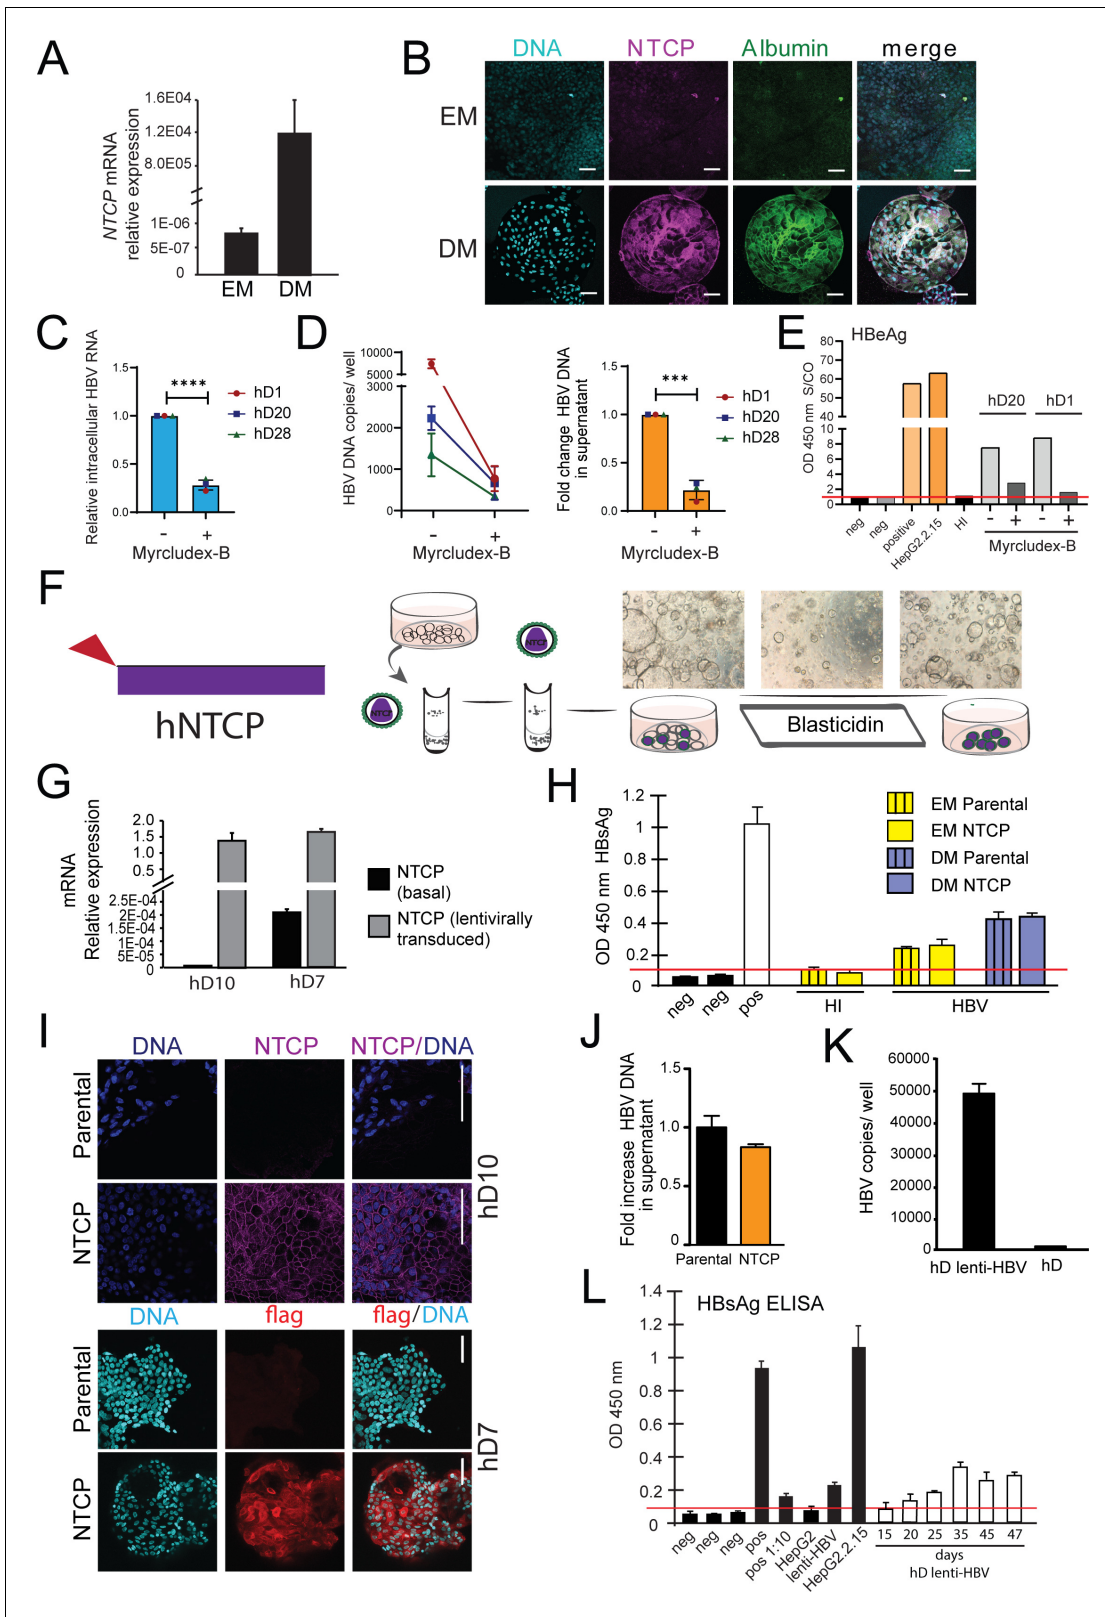 A
NTCP mRNA
relative expression
1.6E04
1.2E04
8.0E05
1E-06
5E-07
0
EM
DM
B
DNA
NTCP
Albumin
merge
EM
DM
C
Relative intracellular HBV RNA
1.5
1.0
0.5
0.0
****
hD1
hD20
hD28
-
+
Myrcludex-B
D
HBV DNA copies/ well
10000
5000
3000
2000
1000
0
-
+
Myrcludex-B
Fold change HBV DNA
in supernatant
1.5
1.0
0.5
0.0
***
hD1
hD20
hD28
-
+
Myrcludex-B
E
HBeAg
OD 450 nm S/CO
80
70
60
50
40
10
8
6
4
2
0
hD20
hD1
neg
neg
positive
HepG2.2.15
HI
-
+
-
+
Myrcludex-B
F
hNTCP
NTCP
NTCP
Blasticidin
G
mRNA
Relative expression
2.0
1.5
1.0
0.5
2.5E-04
2E-04
1E-04
1E-04
5E-05
0
hD10
hD7
NTCP
(basal)
NTCP (lentivirally
transduced)
H
OD 450 nm HBsAg
1.2
1
0.8
0.6
0.4
0.2
0
neg
neg
pos
HI
HBV
EM Parental
EM NTCP
DM Parental
DM NTCP
I
DNA
NTCP
NTCP/DNA
Parental
NTCP
hD10
DNA
flag
flag/DNA
Parental
NTCP
hD7
J
Fold increase HBV DNA
in supernatant
1.5
1.0
0.5
0
Parental
NTCP
K
HBV copies/ well
60000
50000
40000
30000
20000
10000
0
hD lenti-HBV
hD
L
HBsAg ELISA
OD 450 nm
1.4
1.2
1
0.8
0.6
0.4
0.2
0
neg
neg
neg
pos
pos 1:10
HepG2
lenti-HBV
HepG2.2.15
15
20
25
35
45
47
days
hD lenti-HBV